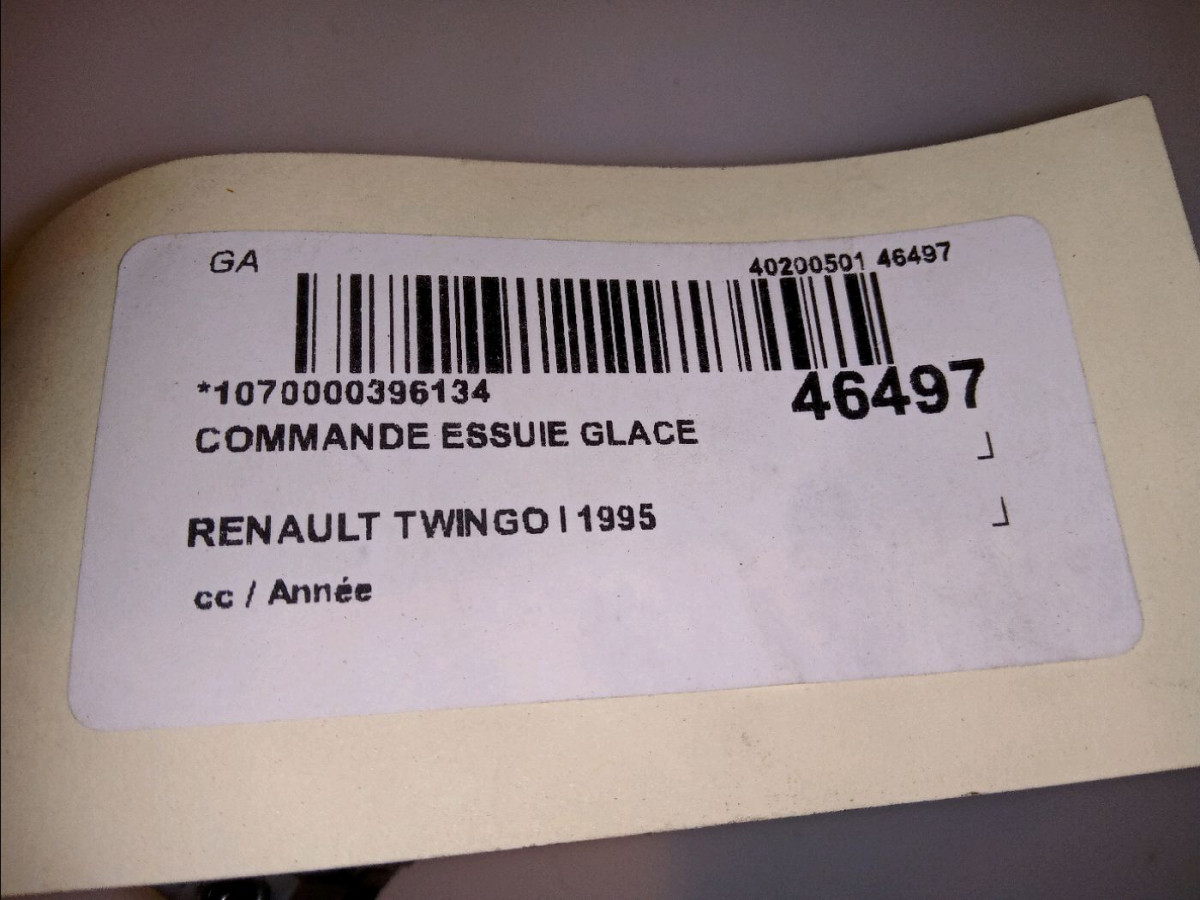 GA
40200501 46497
*1070000396134
46497
COMMANDE ESSUIE GLACE
RENAULT TWINGO I 1995
cc / Année